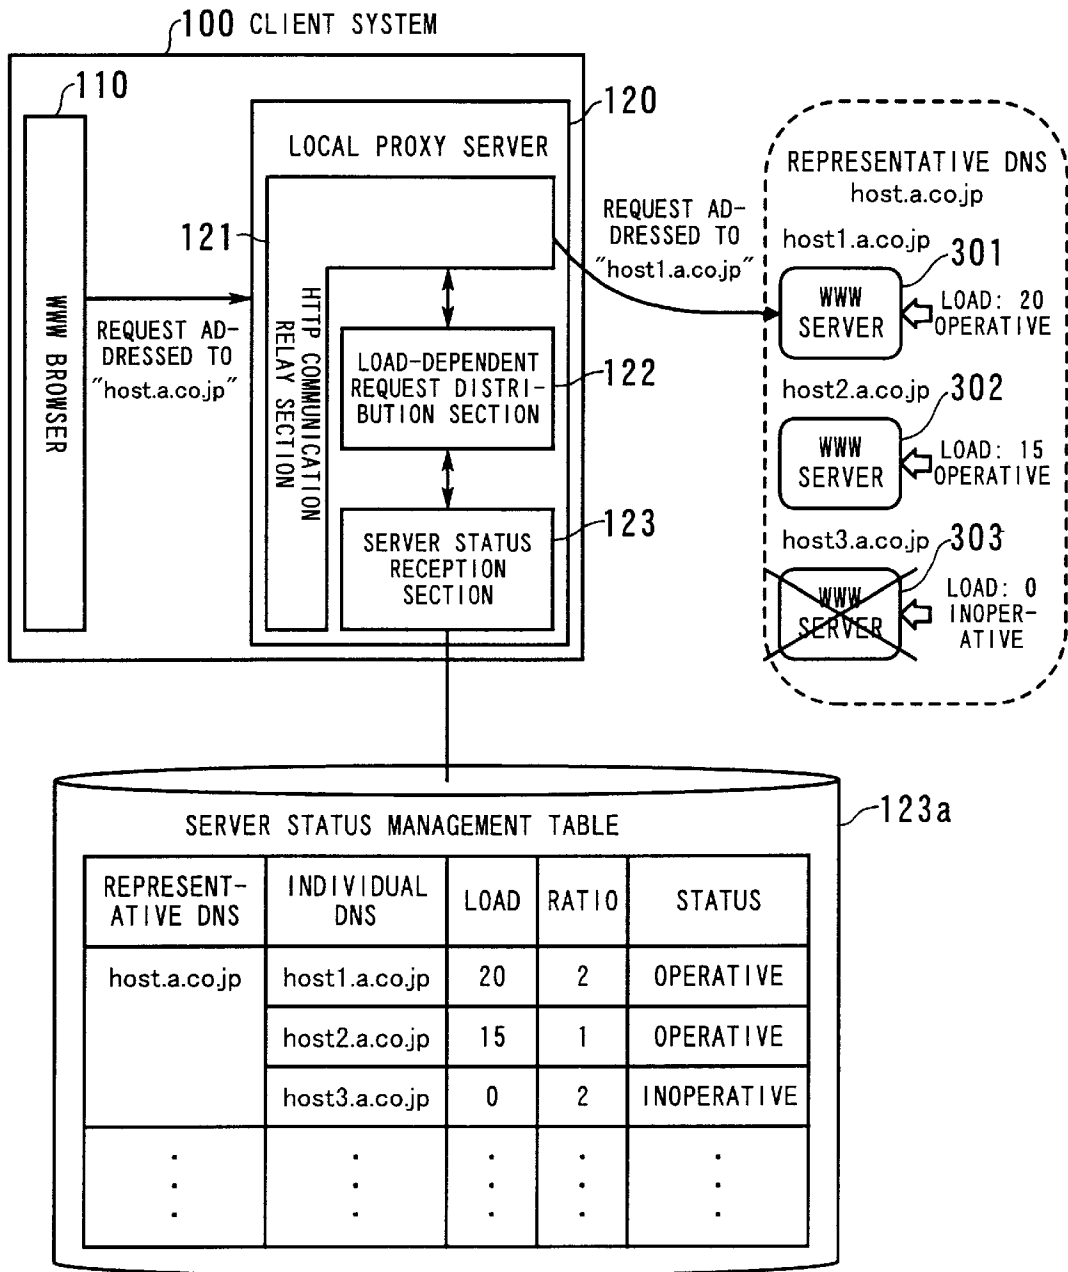 100 CLIENT SYSTEM
110
120
LOCAL PROXY SERVER
121
WWW BROWSER
REQUEST AD-
DRESSED TO
"host.a.co.jp"
HTTP COMMUNICATION
RELAY SECTION
LOAD-DEPENDENT
REQUEST DISTRI-
BUTION SECTION
122
SERVER STATUS
RECEPTION
SECTION
123
REQUEST AD-
DRESSED TO
"host1.a.co.jp"
REPRESENTATIVE DNS
host.a.co.jp
host1.a.co.jp
301
WWW
SERVER
LOAD: 20
OPERATIVE
host2.a.co.jp
302
WWW
SERVER
LOAD: 15
OPERATIVE
host3.a.co.jp
303
WWW
SERVER
LOAD: 0
INOPER-
ATIVE
123a
SERVER STATUS MANAGEMENT TABLE
REPRESENT-
ATIVE DNS
INDIVIDUAL
DNS
LOAD
RATIO
STATUS
host.a.co.jp host1.a.co.jp 20 2 OPERATIVE
host2.a.co.jp 15 1 OPERATIVE
host3.a.co.jp 0 2 INOPERATIVE